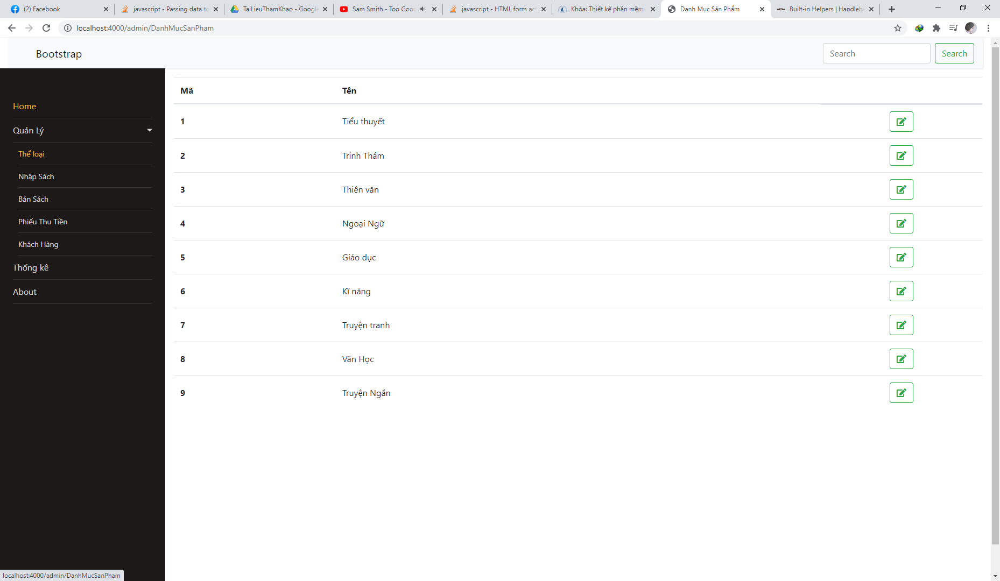 (2) Facebook
javascript - Passing data to
TaiLieuThamKhao - Google
Sam Smith - Too Good
javascript - HTML form act
Khóa: Thiết kế phần mềm
Danh Mục Sản Phẩm
Built-in Helpers | Handleba
localhost:4000/admin/DanhMucSanPham
Bootstrap
Search
Search
Home
Quản Lý
Thể loại
Nhập Sách
Bán Sách
Phiếu Thu Tiền
Khách Hàng
Thống kê
About
Mã Tên
1 Tiểu thuyết
2 Trinh Thám
3 Thiên văn
4 Ngoại Ngữ
5 Giáo dục
6 Kĩ năng
7 Truyện tranh
8 Văn Học
9 Truyện Ngắn
localhost:4000/admin/DanhMucSanPham